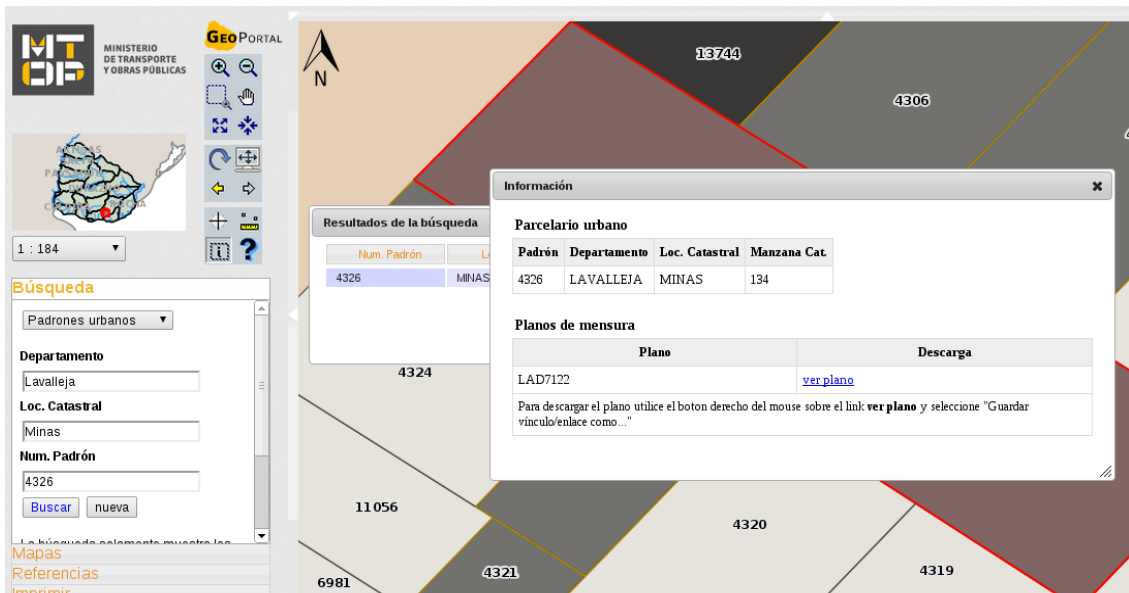 MINISTERIO
DE TRANSPORTE
Y OBRAS PÚBLICAS
GEOPORTAL
1 : 184
Búsqueda
Padrones urbanos
Departamento
Lavalleja
Loc. Catastral
Minas
Num. Padrón
4326
Buscar
nueva
Mapas
Referencias
Imprimir
N
13744
4306
Resultados de la búsqueda
Num. Padrón
4326
MINAS
Información
Parcelario urbano
Padrón Departamento Loc. Catastral Manzana Cat.
4326 LAVALLEJA MINAS 134
Planos de mensura
Plano Descarga
LAD7122 ver plano
Para descargar el plano utilice el boton derecho del mouse sobre el link ver plano y seleccione "Guardar
vínculo/enlace como..."
4324
11056
4320
4321
4319
6981